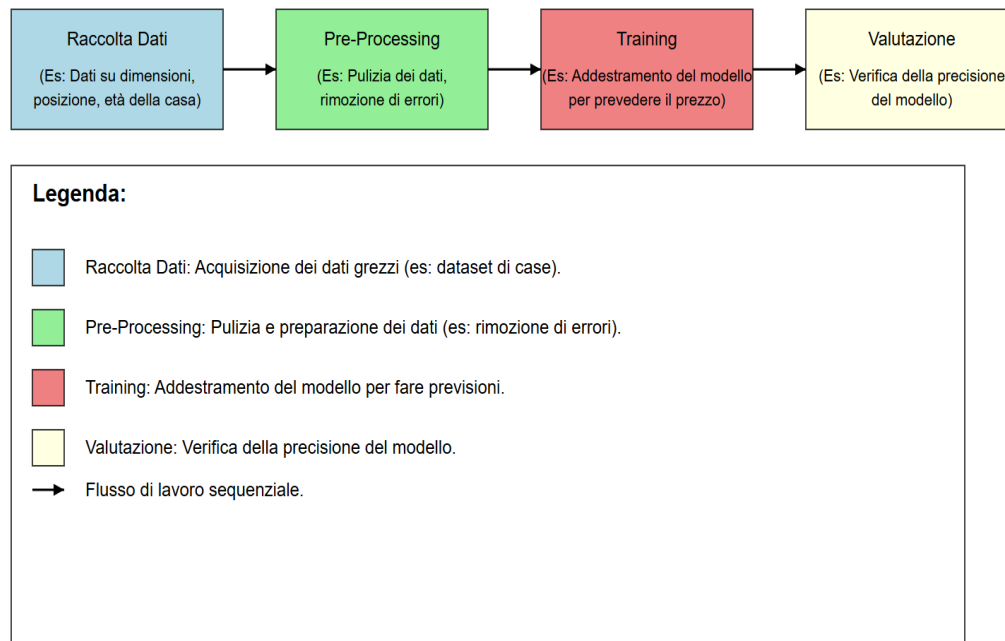 Raccolta Dati
(Es: Dati su dimensioni,
posizione, età della casa)
Pre-Processing
(Es: Pulizia dei dati,
rimozione di errori)
Training
(Es: Addestramento del modello
per prevedere il prezzo)
Valutazione
(Es: Verifica della precisione
del modello)
Legenda:
Raccolta Dati: Acquisizione dei dati grezzi (es: dataset di case).
Pre-Processing: Pulizia e preparazione dei dati (es: rimozione di errori).
Training: Addestramento del modello per fare previsioni.
Valutazione: Verifica della precisione del modello.
Flusso di lavoro sequenziale.